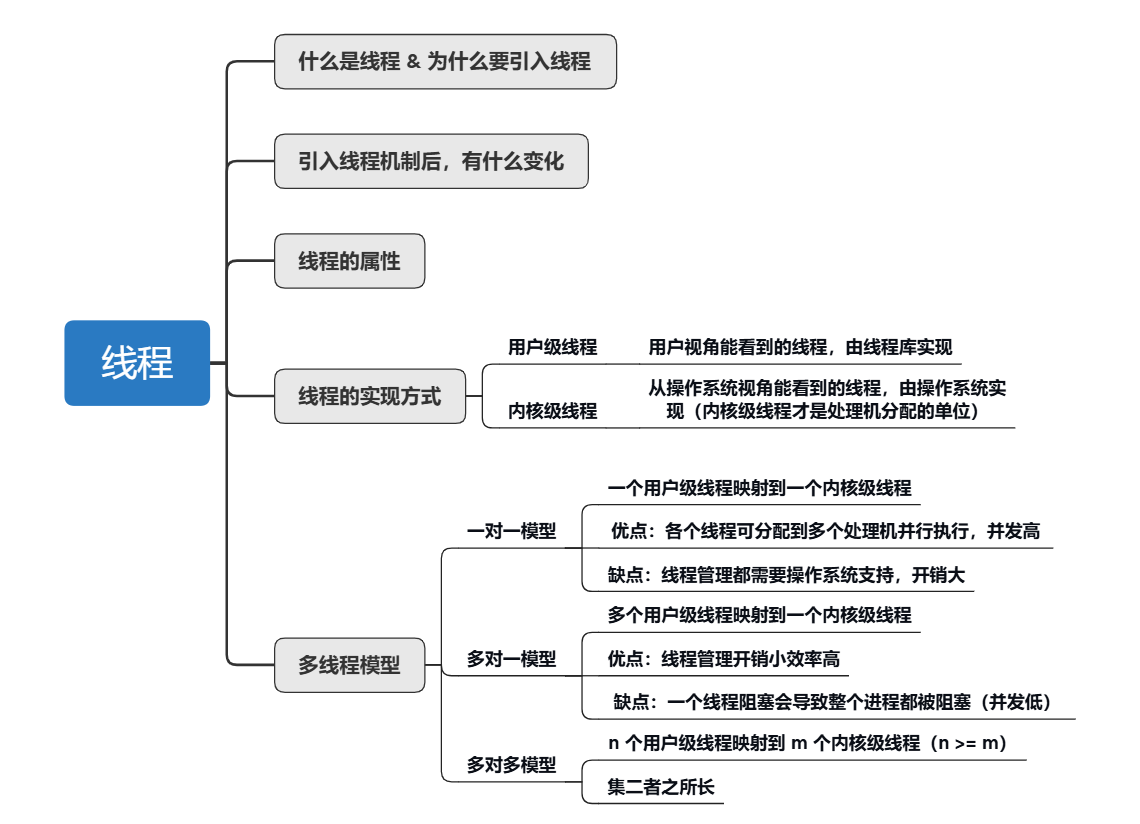 什么是线程 & 为什么要引入线程
引入线程机制后，有什么变化
线程的属性
线程
线程的实现方式
用户级线程
用户视角能看到的线程，由线程库实现
内核级线程
从操作系统视角能看到的线程，由操作系统实
现（内核级线程才是处理机分配的单位）
多线程模型
一对一模型
一个用户级线程映射到一个内核级线程
优点：各个线程可分配到多个处理机并行执行，并发高
缺点：线程管理都需要操作系统支持，开销大
多对一模型
多个用户级线程映射到一个内核级线程
优点：线程管理开销小效率高
缺点：一个线程阻塞会导致整个进程都被阻塞（并发低）
多对多模型
n 个用户级线程映射到 m 个内核级线程（n >= m）
集二者之所长